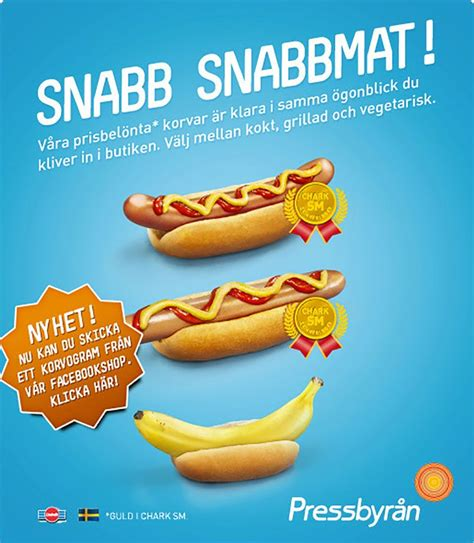 SNABB SNABBMAT!
Våra prisbelönta* korvar är klara i samma ögonblick du
kliver in i butiken. Välj mellan kokt, grillad och vegetarisk.
CHARK
SM
CHARK
SM
NYHET!
NU KAN DU SKICKA
ETT KORVOGRAM FRÅN
VÅR FACEBOOKSHOP.
KLICKA HÄR!
*GULD I CHARK SM.
Pressbyrån